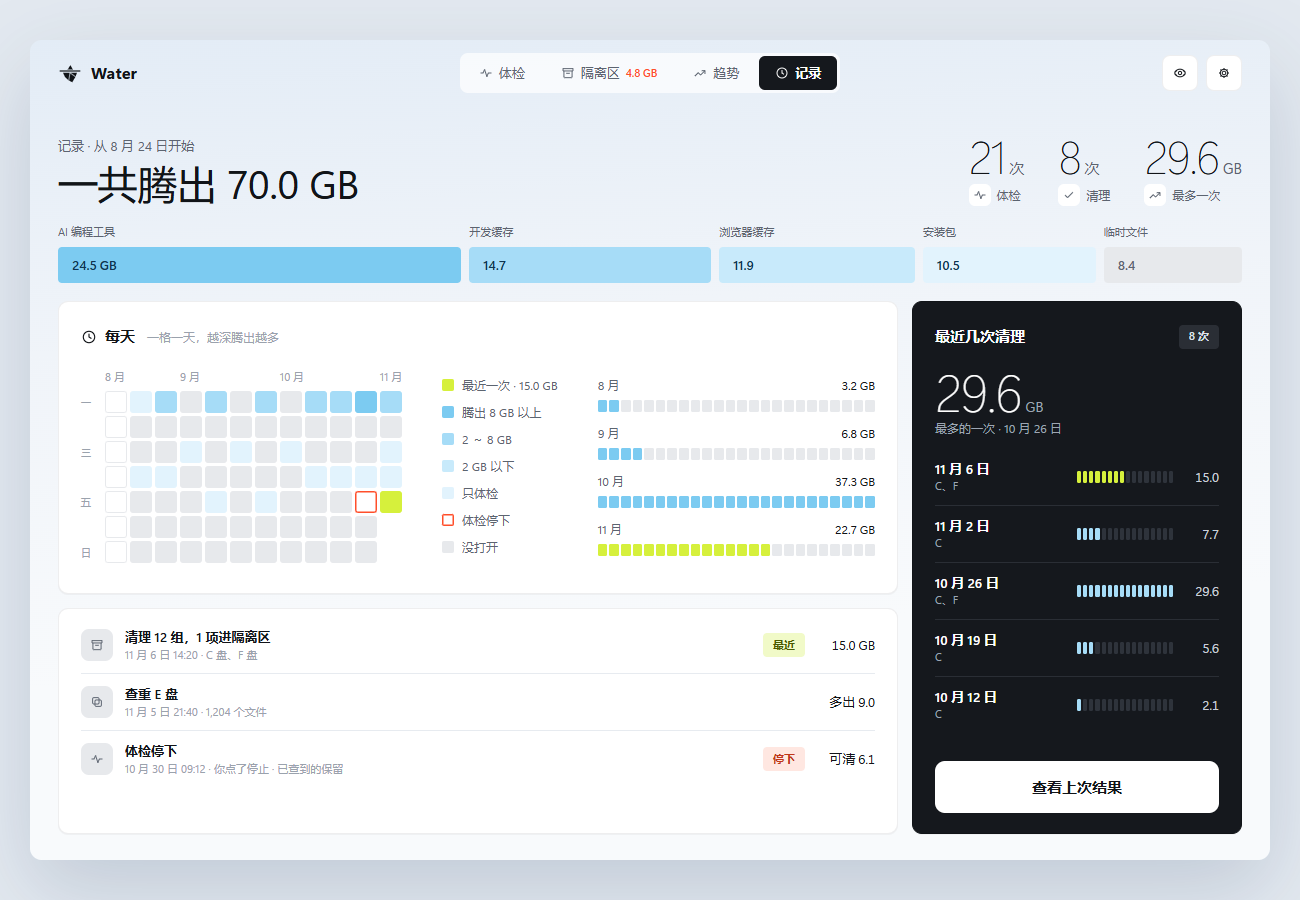 Water
体检
隔离区 4.8 GB
趋势
记录
记录 · 从 8 月 24 日开始
一共腾出 70.0 GB
21 次
体检
8 次
清理
29.6 GB
最多一次
AI 编程工具
24.5 GB
开发缓存
14.7
浏览器缓存
11.9
安装包
10.5
临时文件
8.4
每天 一格一天，越深腾出越多
8 月 9 月 10 月 11 月
一
三
五
日
最近一次 · 15.0 GB
腾出 8 GB 以上
2 ～ 8 GB
2 GB 以下
只体检
体检停下
没打开
8 月 3.2 GB
9 月 6.8 GB
10 月 37.3 GB
11 月 22.7 GB
清理 12 组，1 项进隔离区
11 月 6 日 14:20 · C 盘、F 盘
最近 15.0 GB
查重 E 盘
11 月 5 日 21:40 · 1,204 个文件
多出 9.0
体检停下
10 月 30 日 09:12 · 你点了停止 · 已查到的保留
停下 可清 6.1
最近几次清理 8 次
29.6 GB
最多的一次 · 10 月 26 日
11 月 6 日
C、F
15.0
11 月 2 日
C
7.7
10 月 26 日
C、F
29.6
10 月 19 日
C
5.6
10 月 12 日
C
2.1
查看上次结果